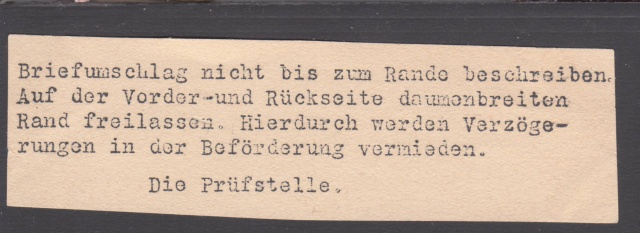 Briefumschlag nicht bis zum Rande beschreiben.
Auf der Vorder-und Rückseite daumenbreiten
Rand freilassen. Hierdurch werden Verzöge-
rungen in der Beförderung vermieden.
Die Prüfstelle.